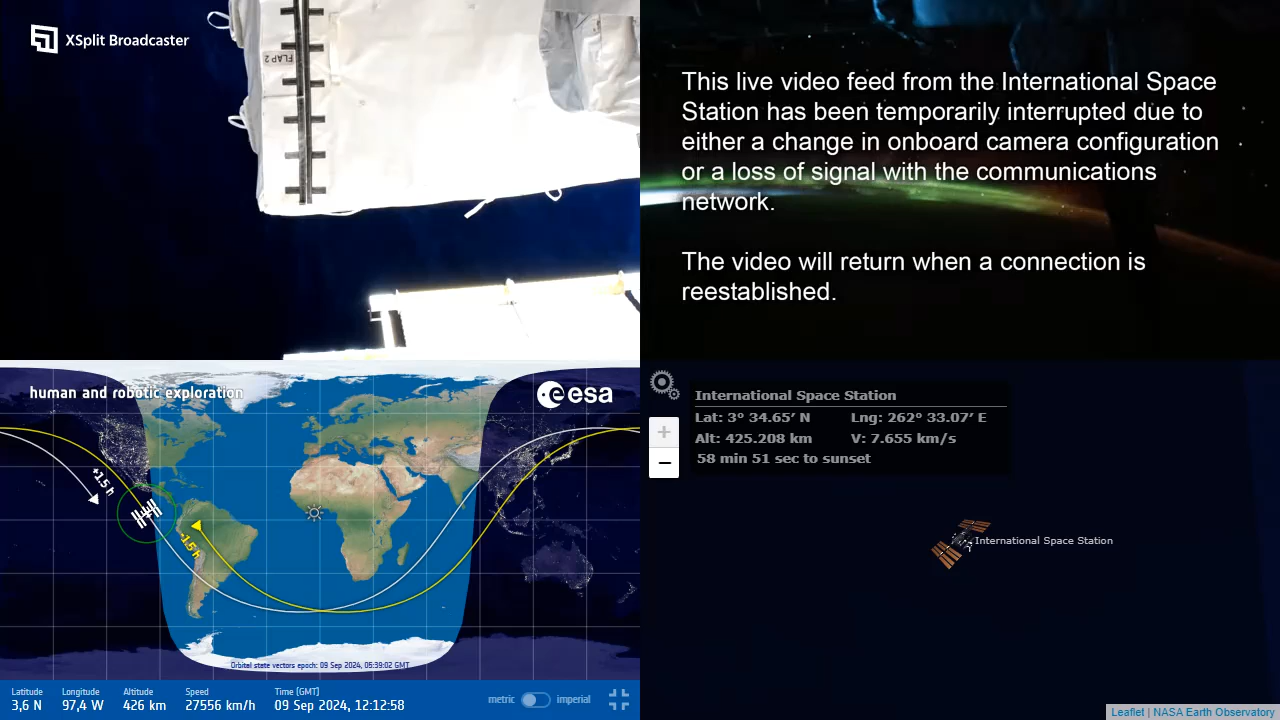 XSplit Broadcaster
FLAP 2
This live video feed from the International Space
Station has been temporarily interrupted due to
either a change in onboard camera configuration
or a loss of signal with the communications
network.
The video will return when a connection is
reestablished.
human and robotic exploration
esa
+1.5 h
-1.5 h
Orbital state vectors epoch: 09 Sep 2024, 05:39:02 GMT
Latitude Longitude Altitude Speed Time (GMT)
3,6 N 97,4 W 426 km 27556 km/h 09 Sep 2024, 12:12:58
metric imperial
International Space Station
Lat: 3° 34.65′ N Lng: 262° 33.07′ E
Alt: 425.208 km V: 7.655 km/s
58 min 51 sec to sunset
+
−
International Space Station
Leaflet | NASA Earth Observatory